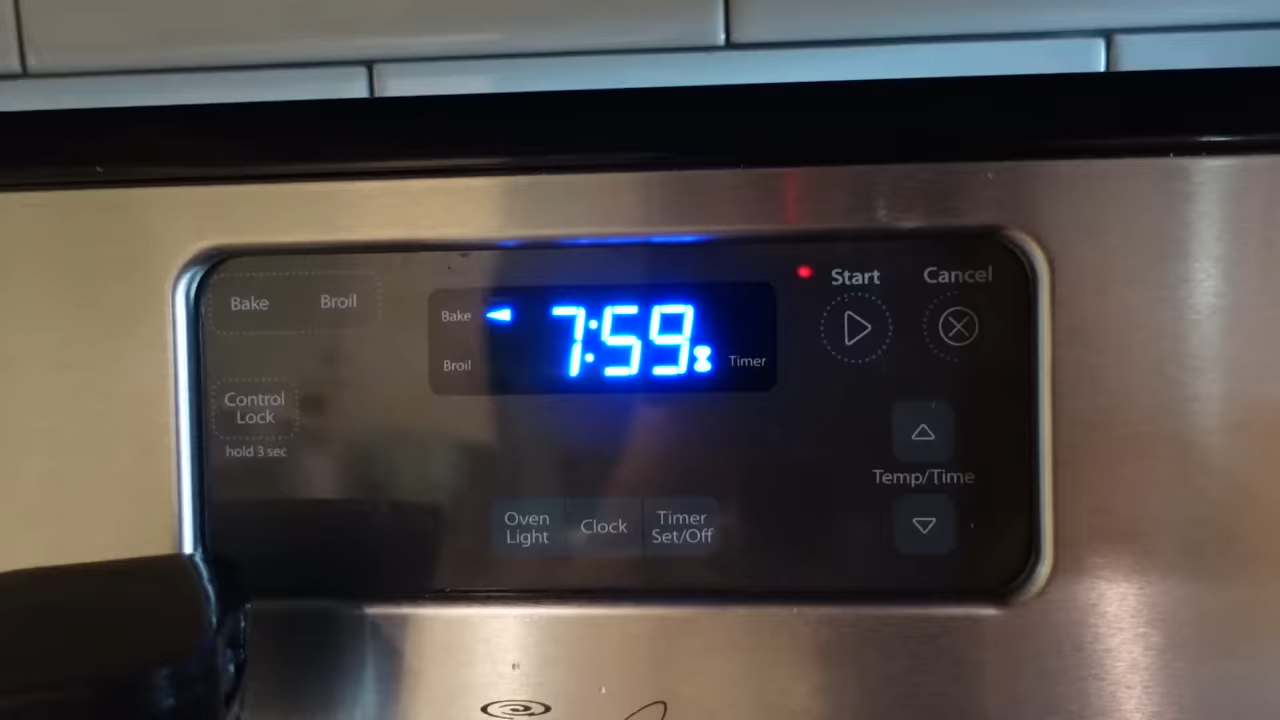 Bake Broil
Control
Lock
hold 3 sec
Bake
7:59
Broil
Timer
Start Cancel
Temp/Time
Oven
Light
Clock
Timer
Set/Off